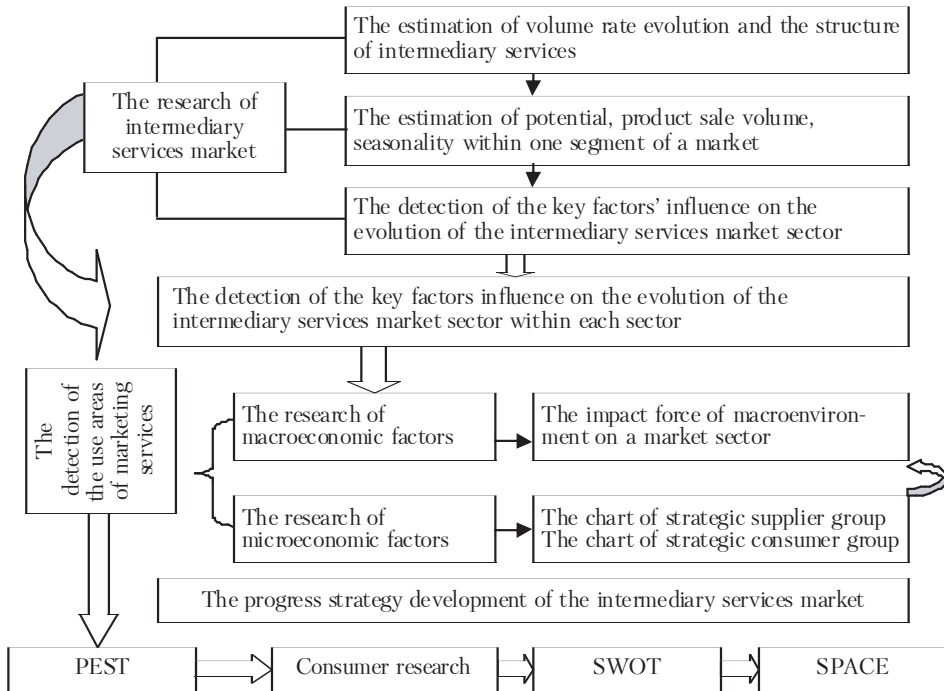 The estimation of volume rate evolution and the structure
of intermediary services
The research of
intermediary
services market
The estimation of potential, product sale volume,
seasonality within one segment of a market
The detection of the key factors’ influence on the
evolution of the intermediary services market sector
The detection of the key factors influence on the evolution of the
intermediary services market sector within each sector
The
detection of
the use areas
of marketing
services
The research of
macroeconomic factors
The impact force of macroenviron-
ment on a market sector
The research of
microeconomic factors
The chart of strategic supplier group
The chart of strategic consumer group
The progress strategy development of the intermediary services market
PEST
Consumer research
SWOT
SPACE